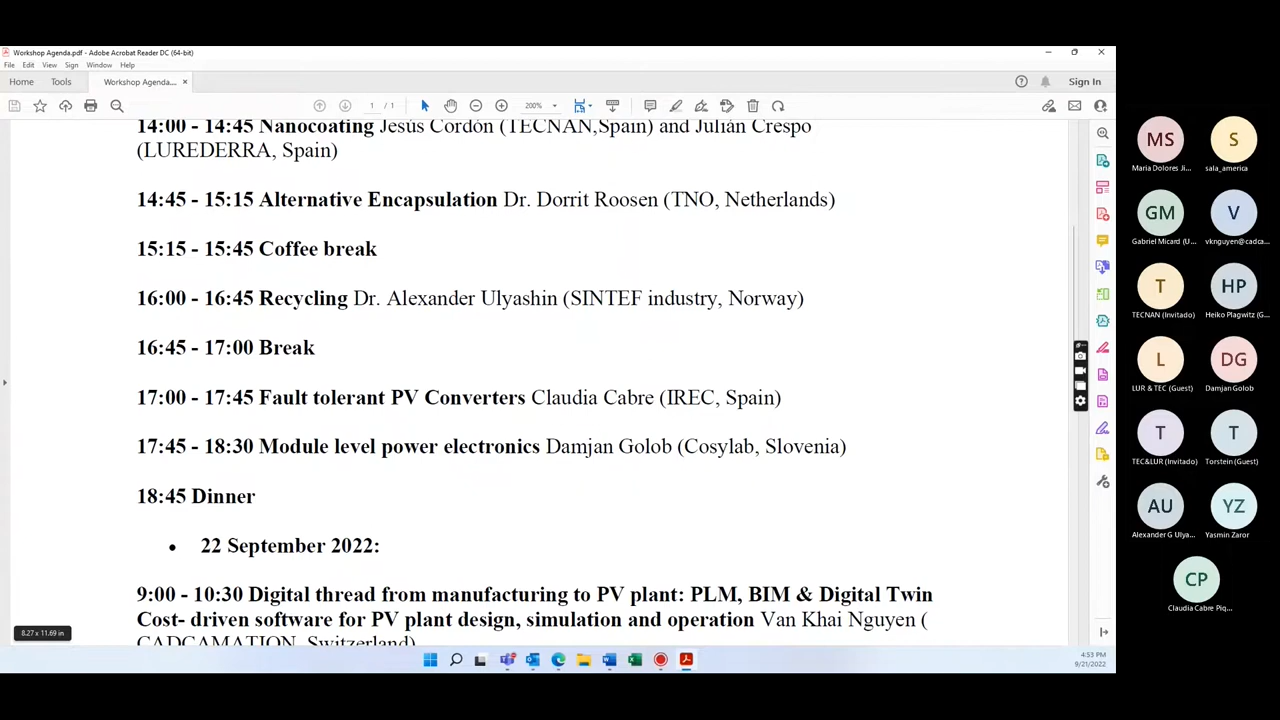 Workshop Agenda.pdf - Adobe Acrobat Reader DC (64-bit)
File Edit View Sign Window Help
Home Tools Workshop Agenda.... × Sign In
1 / 1 200%
14:00 - 14:45 Nanocoating Jesús Cordón (TECNAN,Spain) and Julián Crespo
(LUREDERRA, Spain)
14:45 - 15:15 Alternative Encapsulation Dr. Dorrit Roosen (TNO, Netherlands)
15:15 - 15:45 Coffee break
16:00 - 16:45 Recycling Dr. Alexander Ulyashin (SINTEF industry, Norway)
16:45 - 17:00 Break
17:00 - 17:45 Fault tolerant PV Converters Claudia Cabre (IREC, Spain)
17:45 - 18:30 Module level power electronics Damjan Golob (Cosylab, Slovenia)
18:45 Dinner
• 22 September 2022:
9:00 - 10:30 Digital thread from manufacturing to PV plant: PLM, BIM & Digital Twin
Cost- driven software for PV plant design, simulation and operation Van Khai Nguyen (
CADCAMATION, Switzerland)
8.27 x 11.69 in
4:53 PM
9/21/2022
MS S
Maria Dolores Ji... sala_america
GM V
Gabriel Micard (U... vknguyen@cadca...
T HP
TECNAN (Invitado) Heiko Plagwitz (G...
L DG
LUR & TEC (Guest) Damjan Golob
T T
TEC&LUR (Invitado) Torstein (Guest)
AU YZ
Alexander G Ulya... Yasmin Zaror
CP
Claudia Cabre Piq...